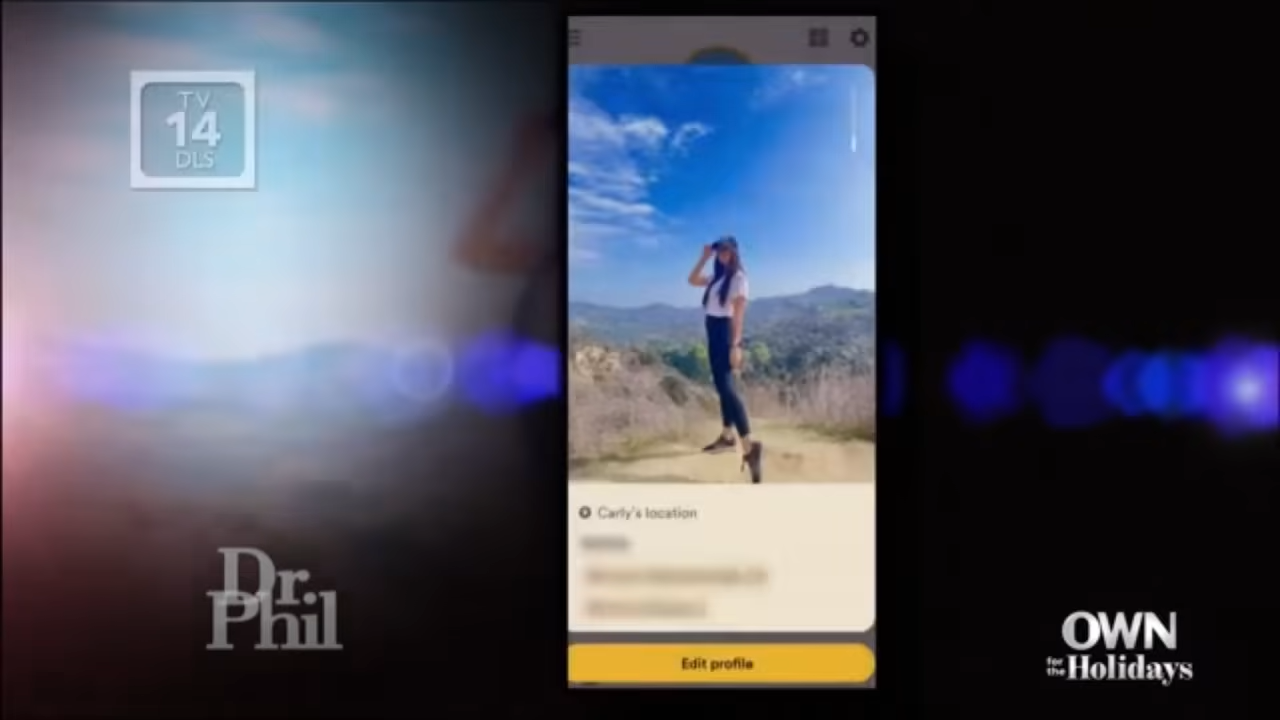 TV
14
DLS
Carly's location
Edit profile
Dr.
Phil
OWN
for the Holidays